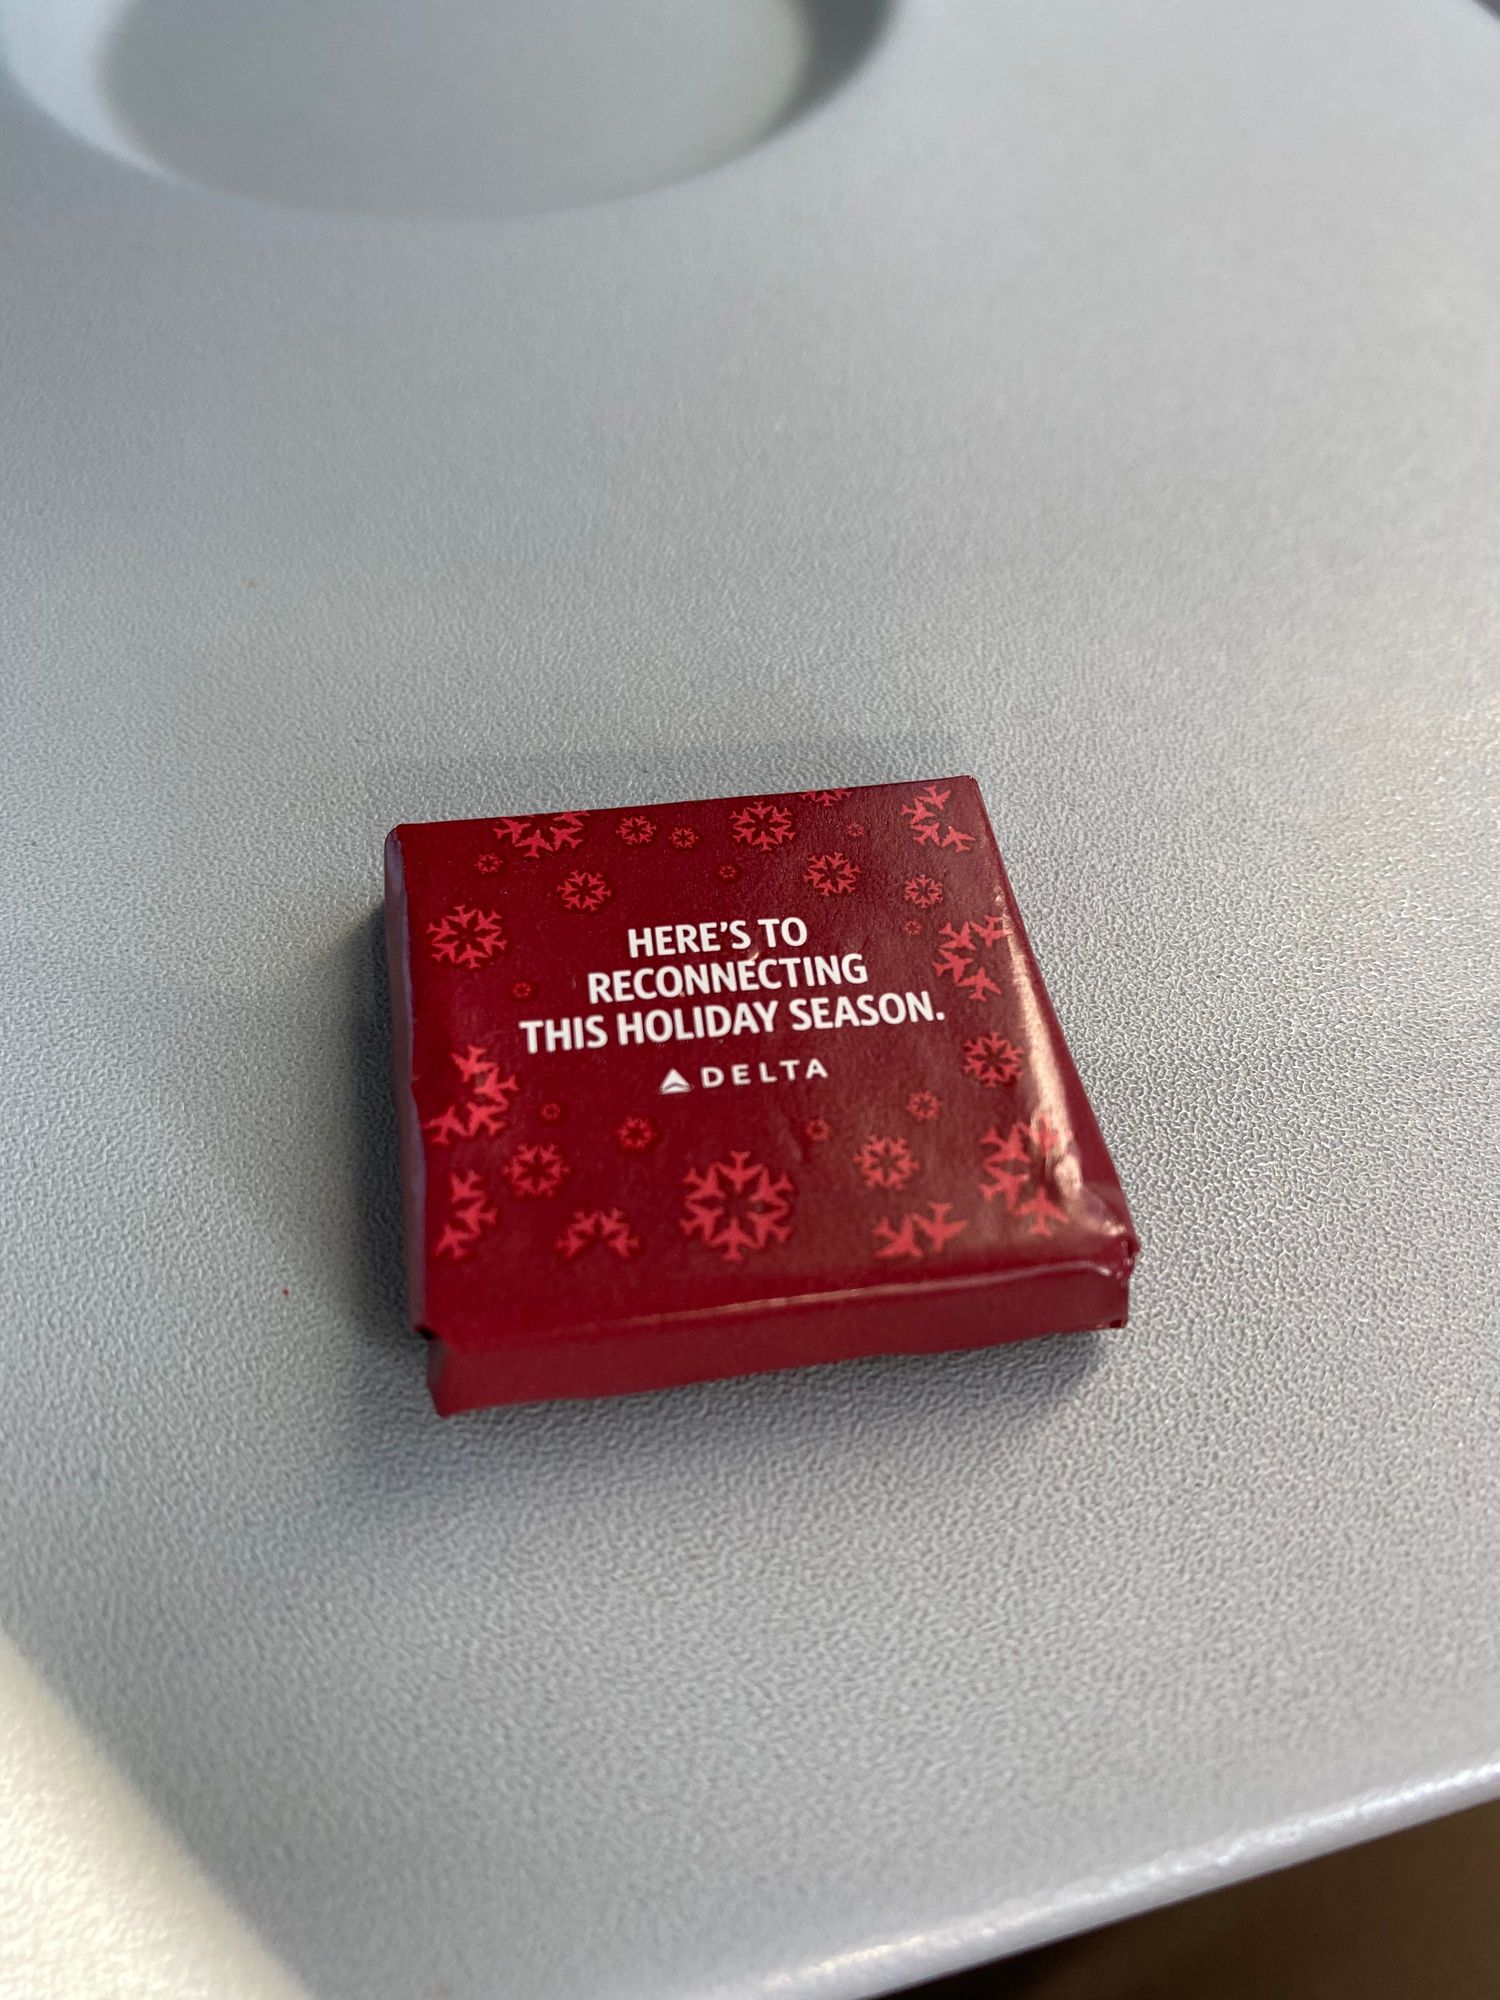 HERE'S TO
RECONNECTING
THIS HOLIDAY SEASON.
DELTA